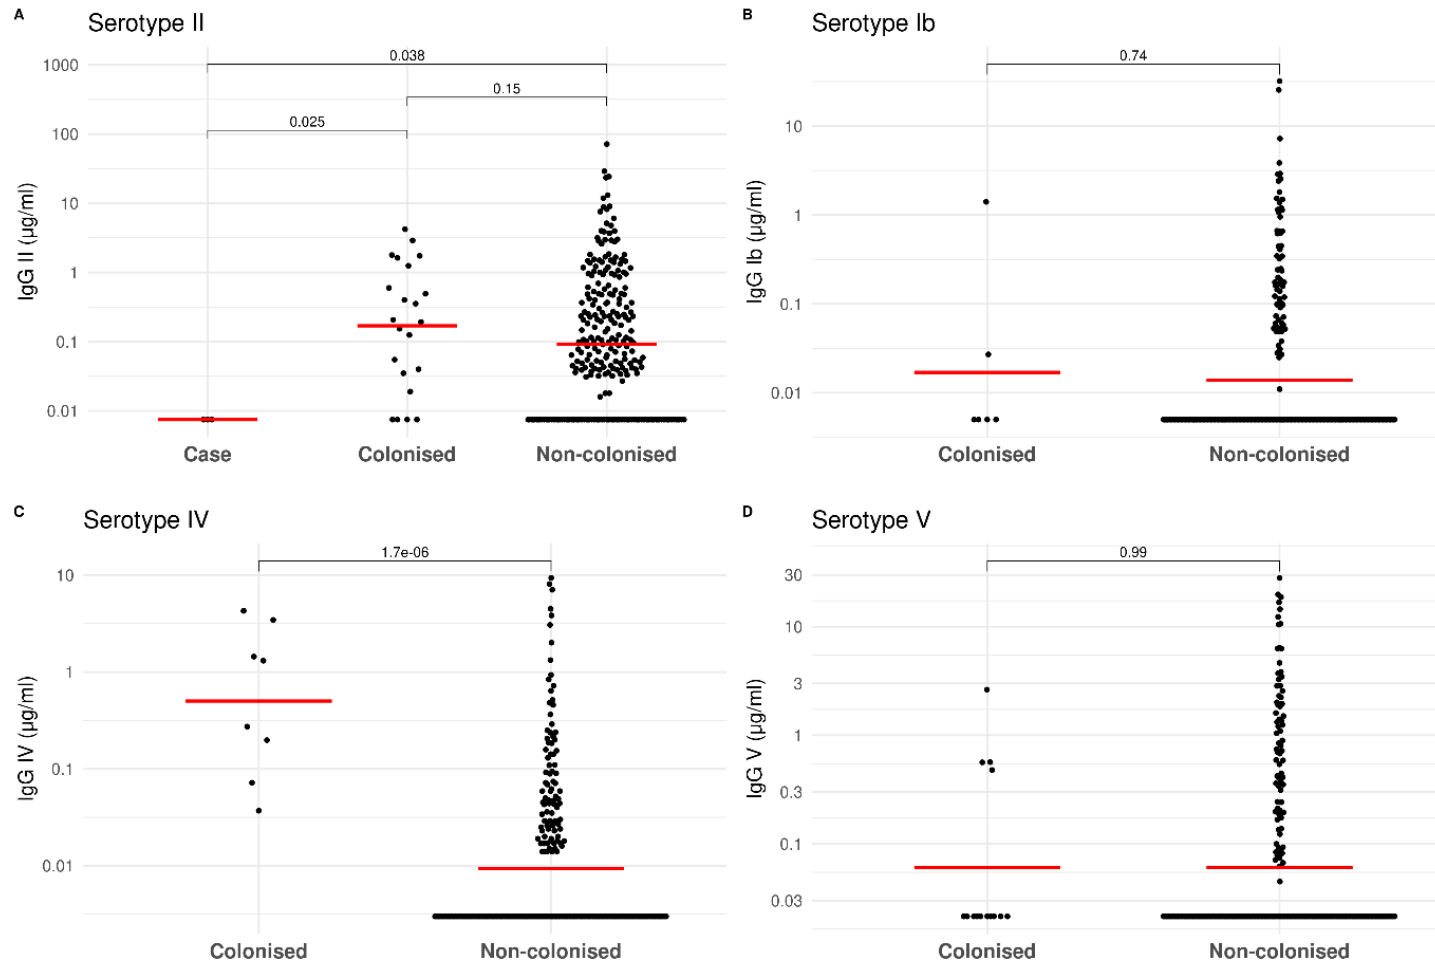 A
Serotype II
0.038
0.15
0.025
1000
100
10
1
0.1
0.01
IgG II (µg/ml)
Case
Colonised
Non-colonised
B
Serotype Ib
0.74
10
1
0.1
0.01
IgG Ib (µg/ml)
Colonised
Non-colonised
C
Serotype IV
1.7e-06
10
1
0.1
0.01
IgG IV (µg/ml)
Colonised
Non-colonised
D
Serotype V
0.99
30
10
3
1
0.3
0.1
0.03
IgG V (µg/ml)
Colonised
Non-colonised